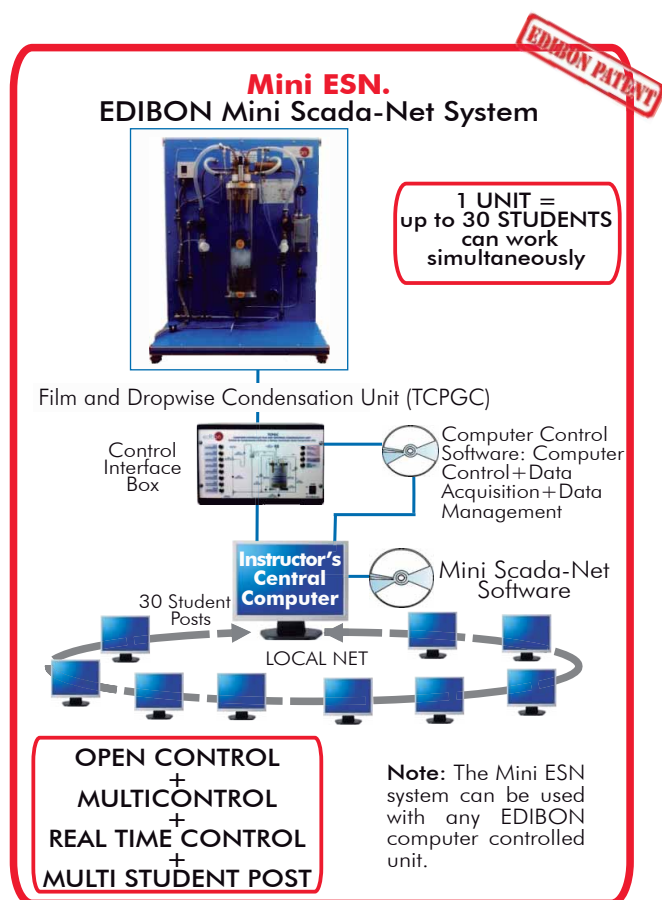 EDIBON PATENT
Mini ESN.
EDIBON Mini Scada-Net System
1 UNIT =
up to 30 STUDENTS
can work
simultaneously
Film and Dropwise Condensation Unit (TCPGC)
Control
Interface
Box
Computer Control
Software: Computer
Control+Data
Acquisition+Data
Management
Instructor's
Central
Computer
Mini Scada-Net
Software
30 Student
Posts
LOCAL NET
OPEN CONTROL
+
MULTICONTROL
+
REAL TIME CONTROL
+
MULTI STUDENT POST
Note: The Mini ESN
system can be used
with any EDIBON
computer controlled
unit.